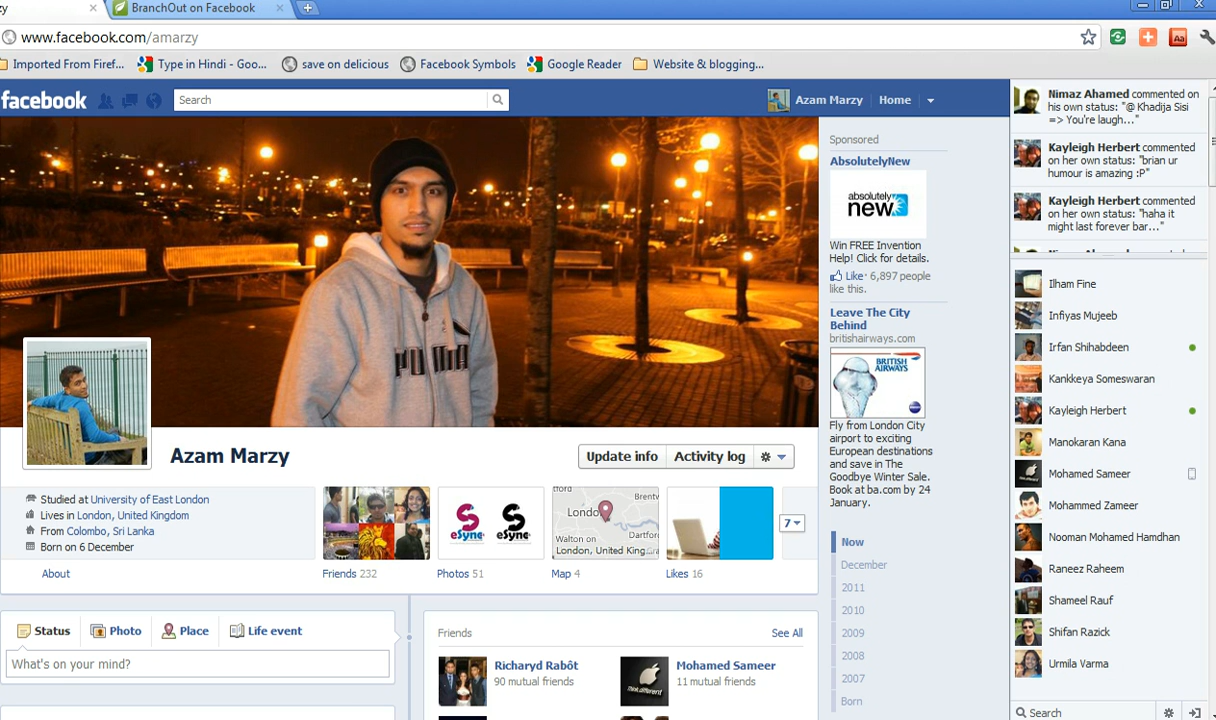 zy
BranchOut on Facebook
www.facebook.com/amarzy
Imported From Firef...
Type in Hindi - Goo...
save on delicious
Facebook Symbols
Google Reader
Website & blogging...
facebook
Search
Azam Marzy
Home
Sponsored
AbsolutelyNew
absolutely
new
Win FREE Invention
Help! Click for details.
Like · 6,897 people
like this.
Leave The City
Behind
britishairways.com
BRITISH
AIRWAYS
Fly from London City
airport to exciting
European destinations
and save in The
Goodbye Winter Sale.
Book at ba.com by 24
January.
Now
December
2011
2010
2009
2008
2007
Born
Nimaz Ahamed commented on
his own status: "@ Khadija Sisi
=> You're laugh..."
Kayleigh Herbert commented
on her own status: "brian ur
humour is amazing :P"
Kayleigh Herbert commented
on her own status: "haha it
might last forever bar..."
Ilham Fine
Infiyas Mujeeb
Irfan Shihabdeen
Kankkeya Someswaran
Kayleigh Herbert
Manokaran Kana
Mohamed Sameer
Mohammed Zameer
Nooman Mohamed Hamdhan
Raneez Raheem
Shameel Rauf
Shifan Razick
Urmila Varma
Search
Azam Marzy
Update info
Activity log
Studied at University of East London
Lives in London, United Kingdom
From Colombo, Sri Lanka
Born on 6 December
About
eSync
eSync
ford
Brentw
London
Walton on
Dartfor
London, United King...
7
Friends 232
Photos 51
Map 4
Likes 16
Status
Photo
Place
Life event
What's on your mind?
Friends
See All
Richaryd Rabôt
90 mutual friends
Mohamed Sameer
11 mutual friends
think different